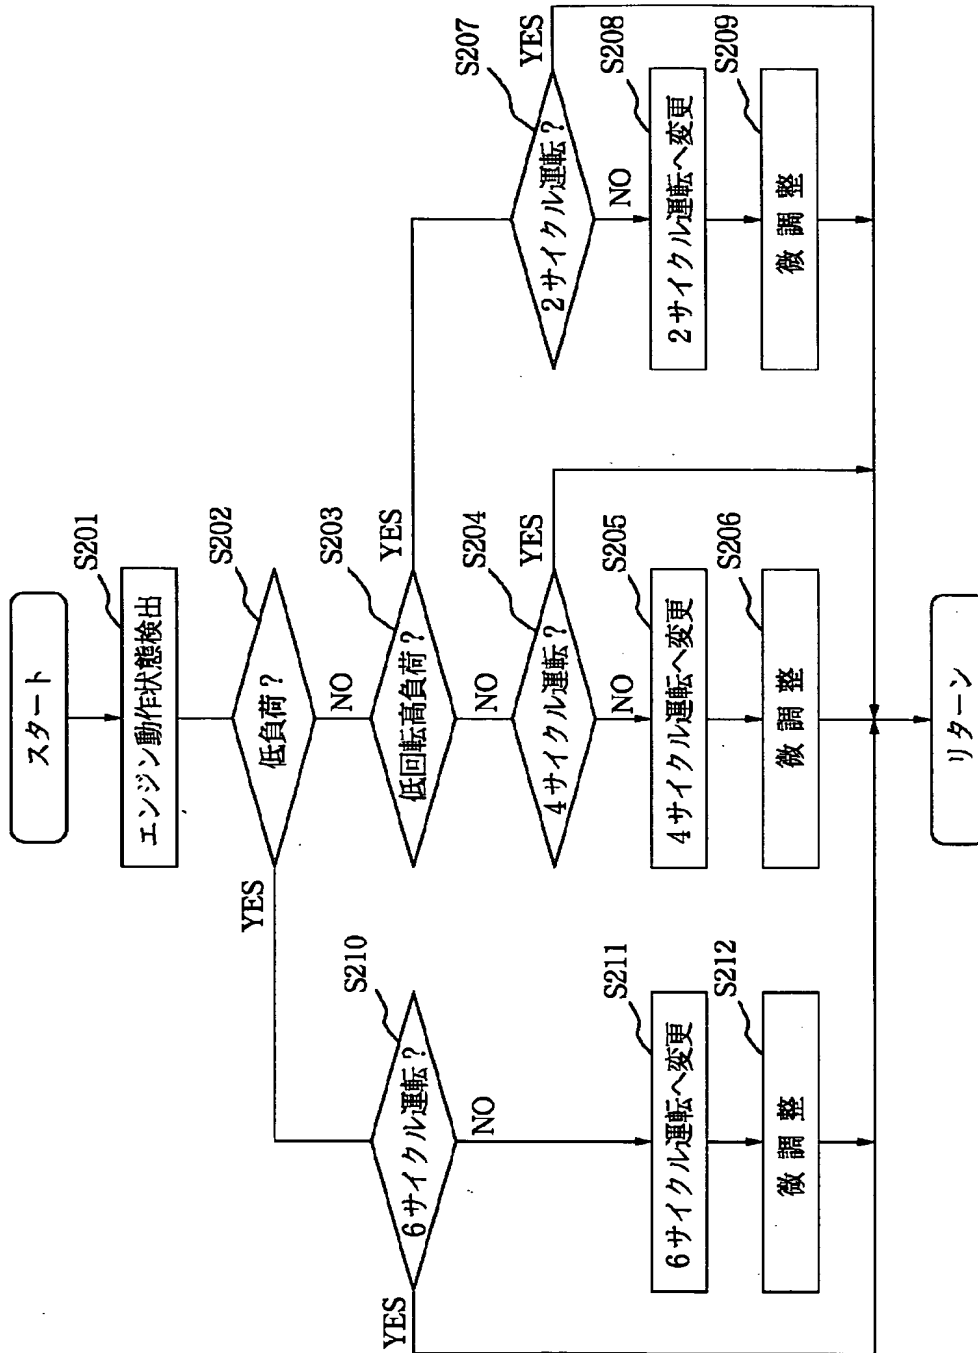 スタート
S201
エンジン動作状態検出
S202
低負荷？
YES
NO
S203
低回転高負荷？
YES
NO
S204
4サイクル運転？
YES
NO
S205
4サイクル運転へ変更
S206
微調整
S207
2サイクル運転？
YES
NO
S208
2サイクル運転へ変更
S209
微調整
S210
6サイクル運転？
YES
NO
S211
6サイクル運転へ変更
S212
微調整
リターン